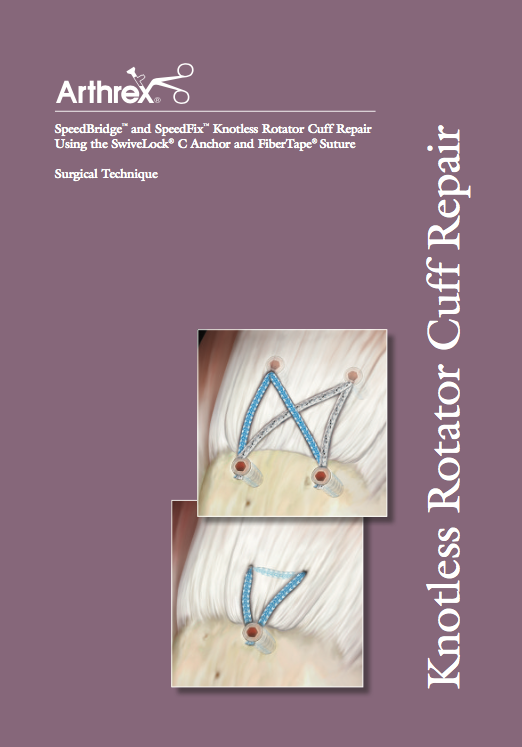 Arthrex®
SpeedBridge™ and SpeedFix™ Knotless Rotator Cuff Repair
Using the SwiveLock® C Anchor and FiberTape® Suture
Surgical Technique
Knotless Rotator Cuff Repair